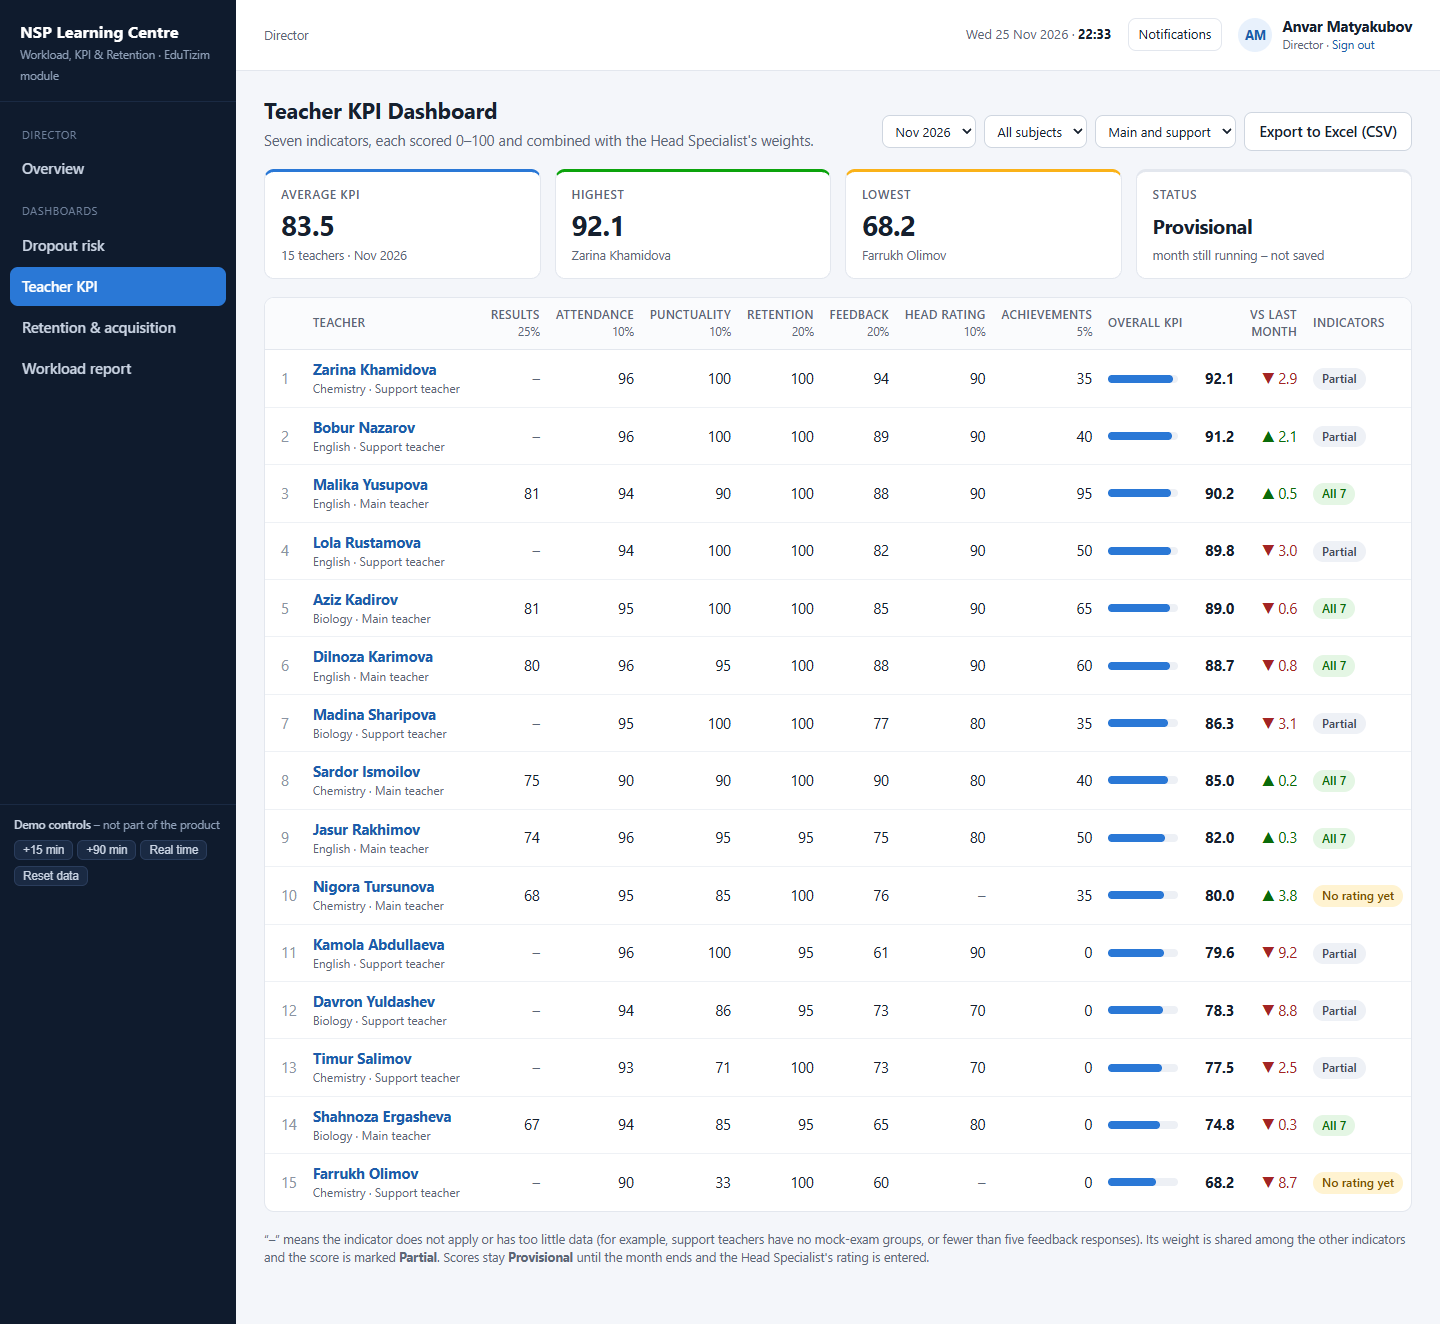 NSP Learning Centre
Workload, KPI & Retention · EduTizim
module
DIRECTOR
Overview
DASHBOARDS
Dropout risk
Teacher KPI
Retention & acquisition
Workload report
Demo controls – not part of the product
+15 min +90 min Real time
Reset data
Director
Wed 25 Nov 2026 · 22:33
Notifications
AM
Anvar Matyakubov
Director · Sign out
Teacher KPI Dashboard
Seven indicators, each scored 0–100 and combined with the Head Specialist's weights.
Nov 2026 All subjects Main and support Export to Excel (CSV)
AVERAGE KPI
83.5
15 teachers · Nov 2026
HIGHEST
92.1
Zarina Khamidova
LOWEST
68.2
Farrukh Olimov
STATUS
Provisional
month still running – not saved
TEACHER RESULTS 25% ATTENDANCE 10% PUNCTUALITY 10% RETENTION 20% FEEDBACK 20% HEAD RATING 10% ACHIEVEMENTS 5% OVERALL KPI VS LAST MONTH INDICATORS
1 Zarina Khamidova – 96 100 100 94 90 35 92.1 ▼ 2.9 Partial
Chemistry · Support teacher
2 Bobur Nazarov – 96 100 100 89 90 40 91.2 ▲ 2.1 Partial
English · Support teacher
3 Malika Yusupova 81 94 90 100 88 90 95 90.2 ▲ 0.5 All 7
English · Main teacher
4 Lola Rustamova – 94 100 100 82 90 50 89.8 ▼ 3.0 Partial
English · Support teacher
5 Aziz Kadirov 81 95 100 100 85 90 65 89.0 ▼ 0.6 All 7
Biology · Main teacher
6 Dilnoza Karimova 80 96 95 100 88 90 60 88.7 ▼ 0.8 All 7
English · Main teacher
7 Madina Sharipova – 95 100 100 77 80 35 86.3 ▼ 3.1 Partial
Biology · Support teacher
8 Sardor Ismoilov 75 90 90 100 90 80 40 85.0 ▲ 0.2 All 7
Chemistry · Main teacher
9 Jasur Rakhimov 74 96 95 95 75 80 50 82.0 ▲ 0.3 All 7
English · Main teacher
10 Nigora Tursunova 68 95 85 100 76 – 35 80.0 ▲ 3.8 No rating yet
Chemistry · Main teacher
11 Kamola Abdullaeva – 96 100 95 61 90 0 79.6 ▼ 9.2 Partial
English · Support teacher
12 Davron Yuldashev – 94 86 95 73 70 0 78.3 ▼ 8.8 Partial
Biology · Support teacher
13 Timur Salimov – 93 71 100 73 70 0 77.5 ▼ 2.5 Partial
Chemistry · Support teacher
14 Shahnoza Ergasheva 67 94 85 95 65 80 0 74.8 ▼ 0.3 All 7
Biology · Main teacher
15 Farrukh Olimov – 90 33 100 60 – 0 68.2 ▼ 8.7 No rating yet
Chemistry · Support teacher
“–” means the indicator does not apply or has too little data (for example, support teachers have no mock-exam groups, or fewer than five feedback responses). Its weight is shared among the other indicators
and the score is marked Partial. Scores stay Provisional until the month ends and the Head Specialist's rating is entered.